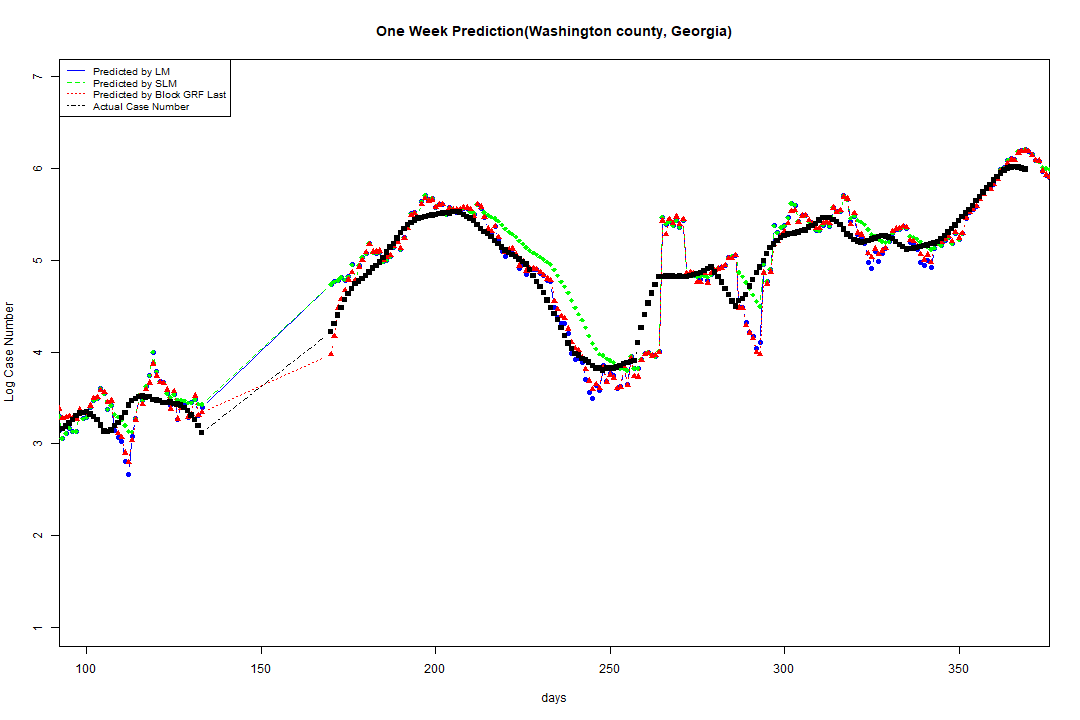 One Week Prediction(Washington county, Georgia)
Predicted by LM
Predicted by SLM
Predicted by Block GRF Last
Actual Case Number
7
6
5
4
3
2
1
Log Case Number
100 150 200 250 300 350
days